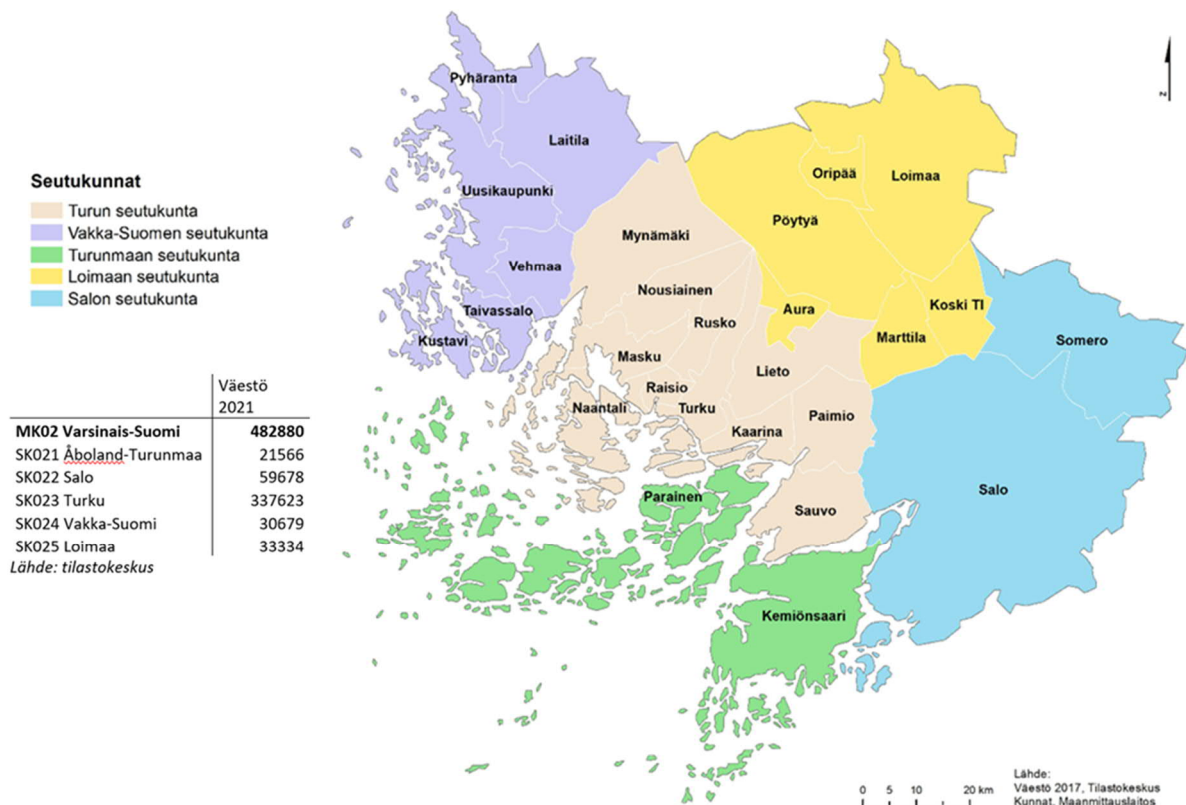 Seutukunnat
Turun seutukunta
Vakka-Suomen seutukunta
Turunmaan seutukunta
Loimaan seutukunta
Salon seutukunta
Väestö
2021
MK02 Varsinais-Suomi 482880
SK021 Åboland-Turunmaa 21566
SK022 Salo 59678
SK023 Turku 337623
SK024 Vakka-Suomi 30679
SK025 Loimaa 33334
Lähde: tilastokeskus
Pyhäranta
Laitila
Uusikaupunki
Vehmaa
Taivassalo
Kustavi
Mynämäki
Nousiainen
Rusko
Masku
Raisio
Naantali
Turku
Lieto
Kaarina
Paimio
Sauvo
Oripää
Loimaa
Pöytyä
Aura
Marttila
Koski Tl
Somero
Salo
Parainen
Kemiönsaari
N
0 5 10 20 km
Lähde:
Väestö 2017, Tilastokeskus
Kunnat, Maanmittauslaitos